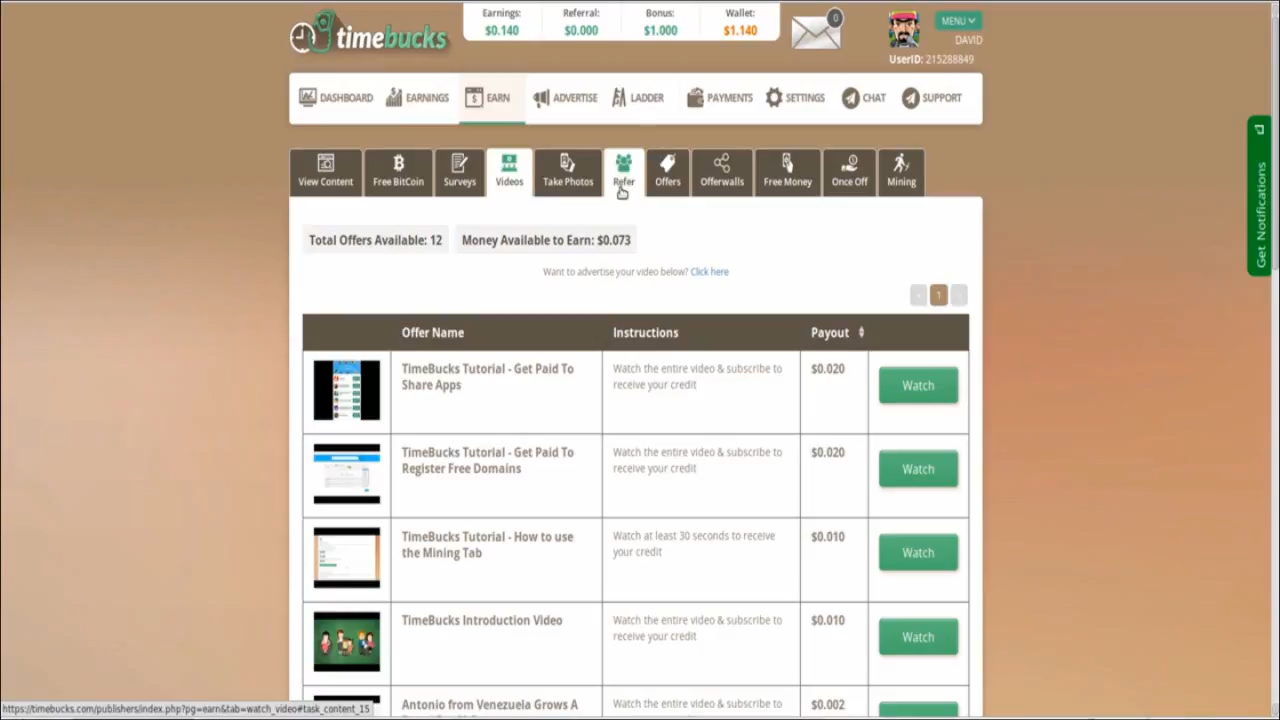 Earnings:
$0.140
Referral:
$0.000
Bonus:
$1.000
Wallet:
$1.140
timebucks
0
MENU
DAVID
UserID: 215288849
DASHBOARD
EARNINGS
EARN
ADVERTISE
LADDER
PAYMENTS
SETTINGS
CHAT
SUPPORT
Get Notifications
View Content
Free BitCoin
Surveys
Videos
Take Photos
Refer
Offers
Offerwalls
Free Money
Once Off
Mining
Total Offers Available: 12
Money Available to Earn: $0.073
Want to advertise your video below? Click here
1
Offer Name
Instructions
Payout
TimeBucks Tutorial - Get Paid To
Share Apps
Watch the entire video & subscribe to
receive your credit
$0.020
Watch
TimeBucks Tutorial - Get Paid To
Register Free Domains
Watch the entire video & subscribe to
receive your credit
$0.020
Watch
TimeBucks Tutorial - How to use
the Mining Tab
Watch at least 30 seconds to receive
your credit
$0.010
Watch
TimeBucks Introduction Video
Watch the entire video & subscribe to
receive your credit
$0.010
Watch
Antonio from Venezuela Grows A
Watch the entire video & subscribe to
$0.002
https://timebucks.com/publishers/index.php?pg=earn&tab=watch_video#task_content_15